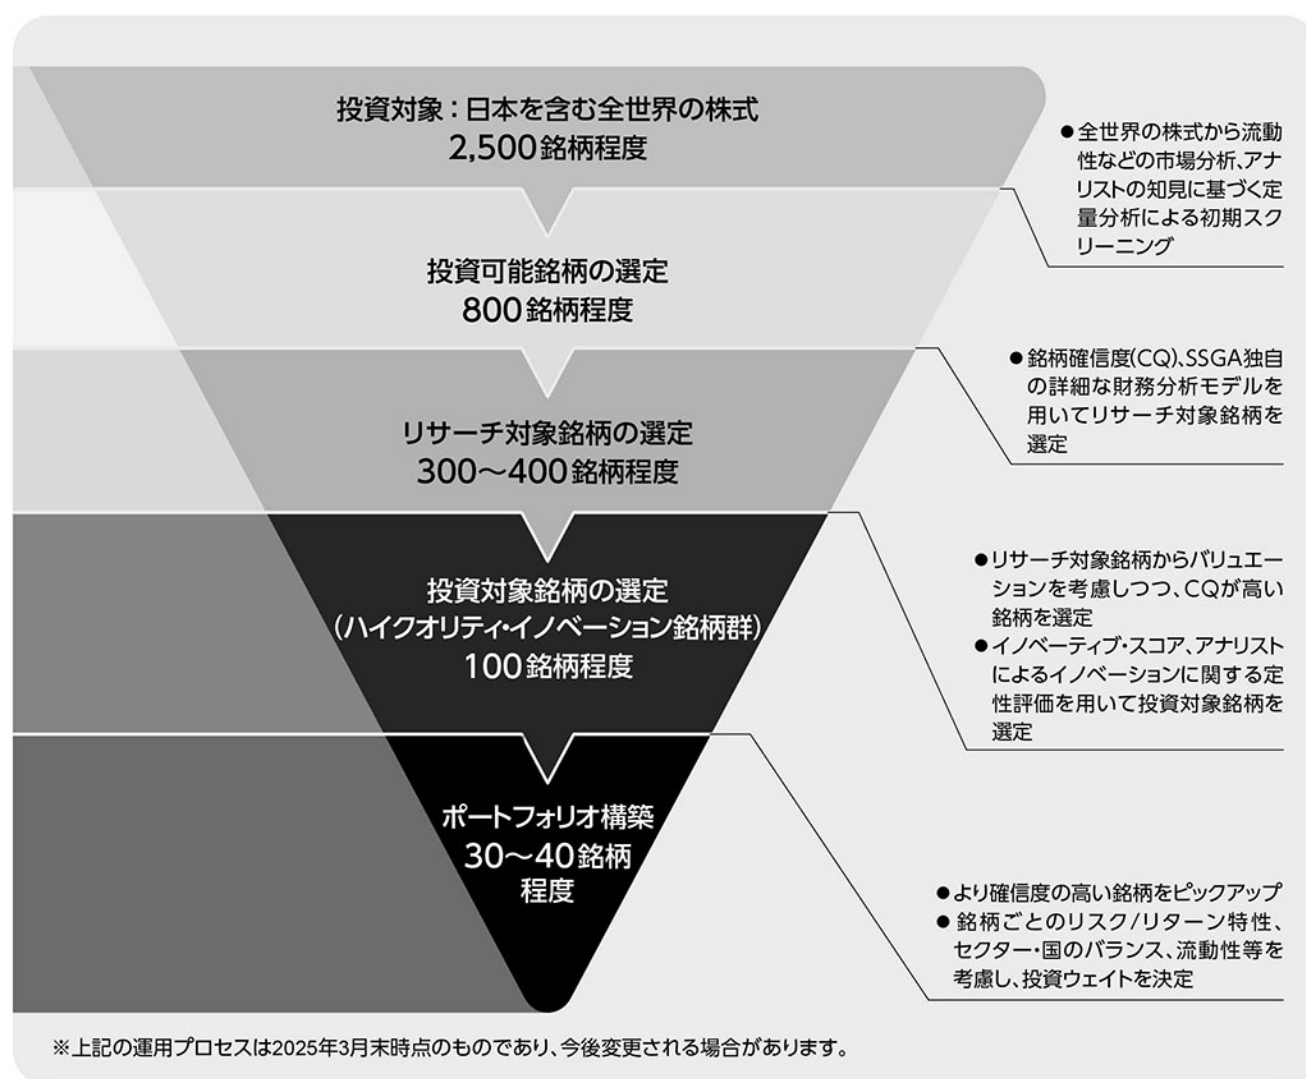 投資対象：日本を含む全世界の株式
2,500銘柄程度
●全世界の株式から流動
性などの市場分析、アナ
リストの知見に基づく定
量分析による初期スク
リーニング
投資可能銘柄の選定
800銘柄程度
●銘柄確信度(CQ)、SSGA独自
の詳細な財務分析モデルを
用いてリサーチ対象銘柄を
選定
リサーチ対象銘柄の選定
300～400銘柄程度
●リサーチ対象銘柄からバリュエー
ションを考慮しつつ、CQが高い
銘柄を選定
●イノベーティブ・スコア、アナリスト
によるイノベーションに関する定
性評価を用いて投資対象銘柄を
選定
投資対象銘柄の選定
(ハイクオリティ・イノベーション銘柄群)
100銘柄程度
ポートフォリオ構築
30～40銘柄
程度
●より確信度の高い銘柄をピックアップ
●銘柄ごとのリスク/リターン特性、
セクター・国のバランス、流動性等を
考慮し、投資ウェイトを決定
※上記の運用プロセスは2025年3月末時点のものであり、今後変更される場合があります。